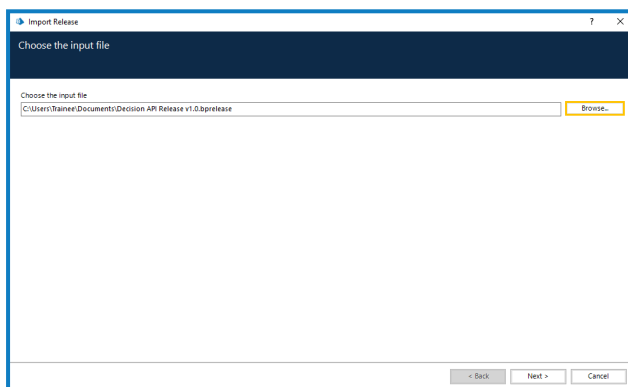 Import Release
?
Choose the input file
Choose the input file
C:\Users\Trainee\Documents\Decision API Release v1.0.bprelease
Browse...
< Back
Next >
Cancel